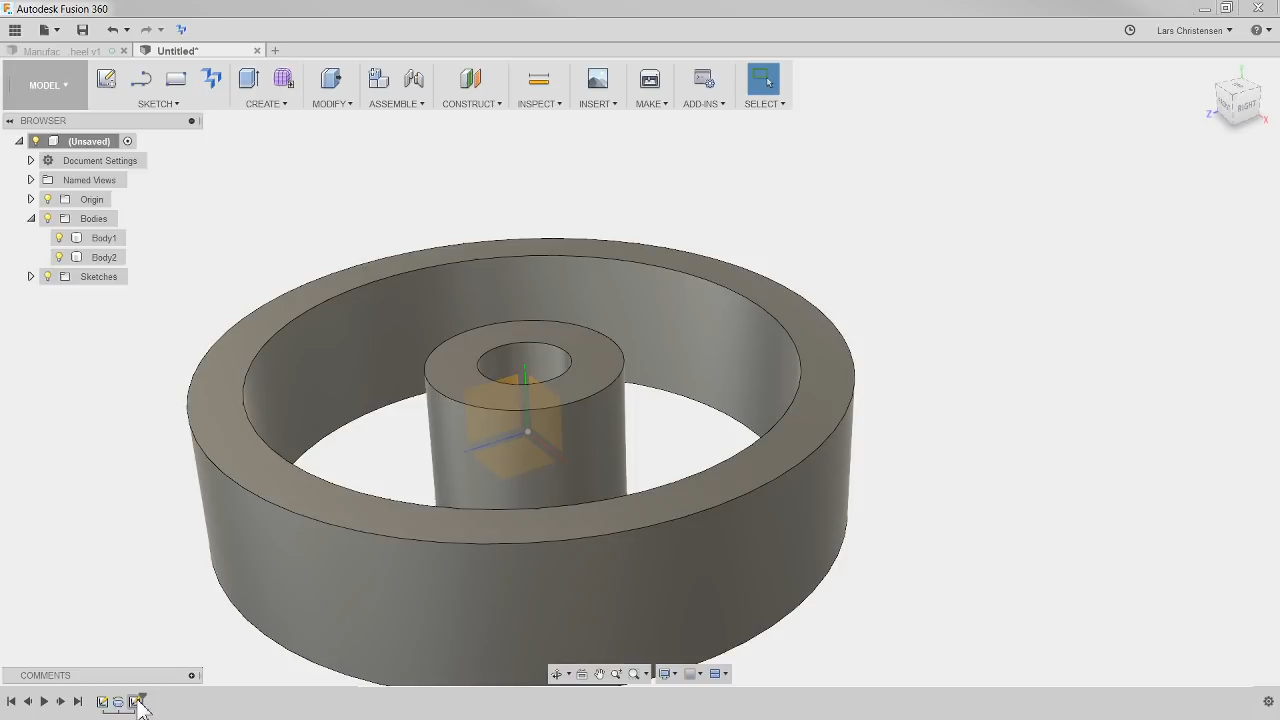 Autodesk Fusion 360
Lars Christensen
Manufac ..heel v1
Untitled*
MODEL
SKETCH
CREATE
MODIFY
ASSEMBLE
CONSTRUCT
INSPECT
INSERT
MAKE
ADD-INS
SELECT
BROWSER
(Unsaved)
Document Settings
Named Views
Origin
Bodies
Body1
Body2
Sketches
RIGHT
Z
X
COMMENTS